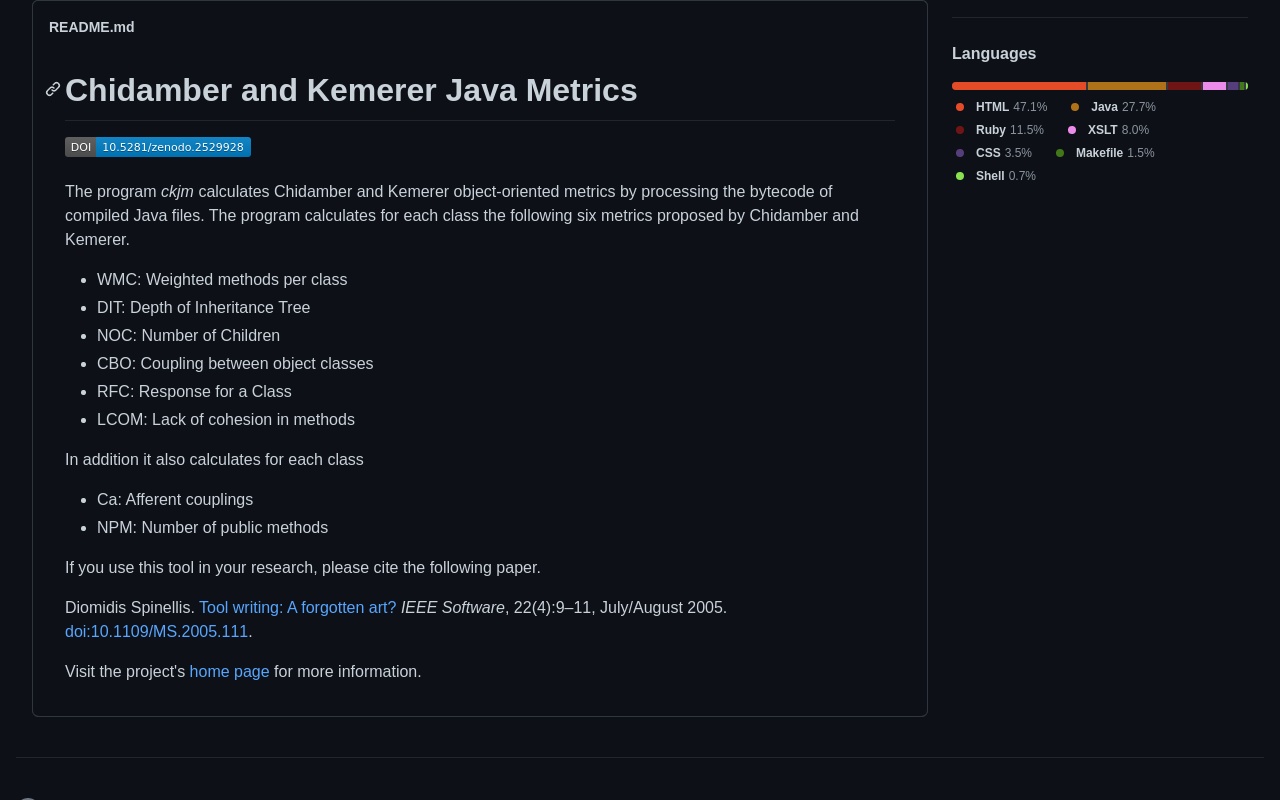 README.md
Chidamber and Kemerer Java Metrics
DOI 10.5281/zenodo.2529928
The program ckjm calculates Chidamber and Kemerer object-oriented metrics by processing the bytecode of
compiled Java files. The program calculates for each class the following six metrics proposed by Chidamber and
Kemerer.
WMC: Weighted methods per class
DIT: Depth of Inheritance Tree
NOC: Number of Children
CBO: Coupling between object classes
RFC: Response for a Class
LCOM: Lack of cohesion in methods
In addition it also calculates for each class
Ca: Afferent couplings
NPM: Number of public methods
If you use this tool in your research, please cite the following paper.
Diomidis Spinellis. Tool writing: A forgotten art? IEEE Software, 22(4):9–11, July/August 2005.
doi:10.1109/MS.2005.111.
Visit the project's home page for more information.
Languages
HTML 47.1% Java 27.7%
Ruby 11.5% XSLT 8.0%
CSS 3.5% Makefile 1.5%
Shell 0.7%